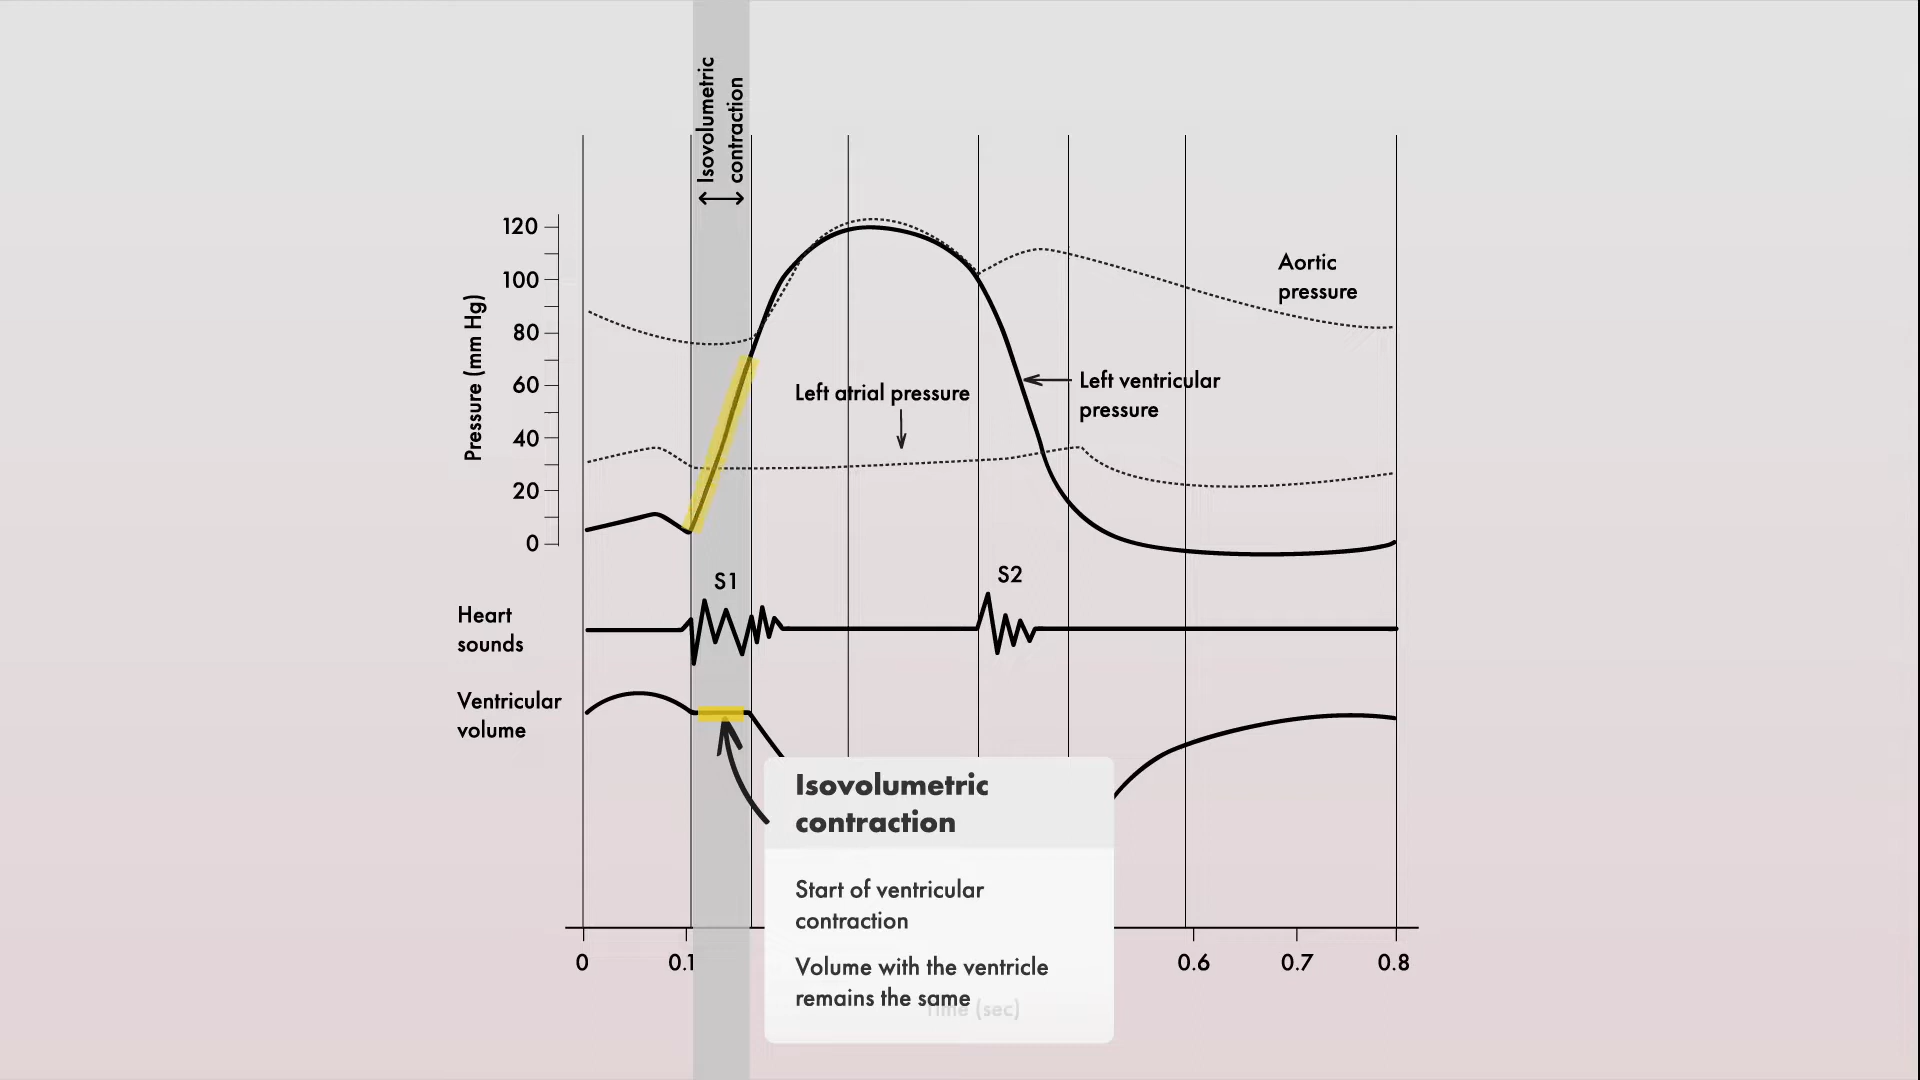 Isovolumetric
contraction
120
100
80
60
40
20
0
Pressure (mm Hg)
Aortic
pressure
Left atrial pressure
Left ventricular
pressure
S1
S2
Heart
sounds
Ventricular
volume
Isovolumetric
contraction
Start of ventricular
contraction
Volume with the ventricle
remains the same
Time (sec)
0
0.1
0.6
0.7
0.8